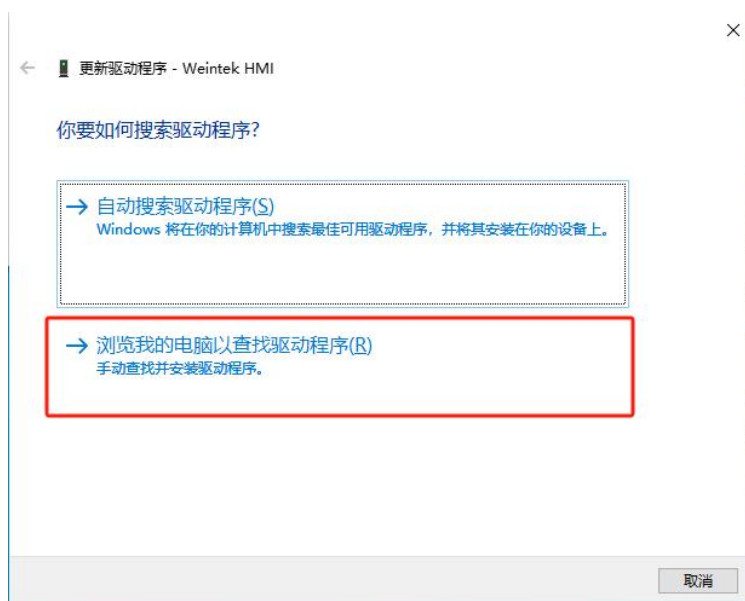 更新驱动程序 - Weintek HMI
你要如何搜索驱动程序?
自动搜索驱动程序(S)
Windows 将在你的计算机中搜索最佳可用驱动程序，并将其安装在你的设备上。
浏览我的电脑以查找驱动程序(R)
手动查找并安装驱动程序。
取消